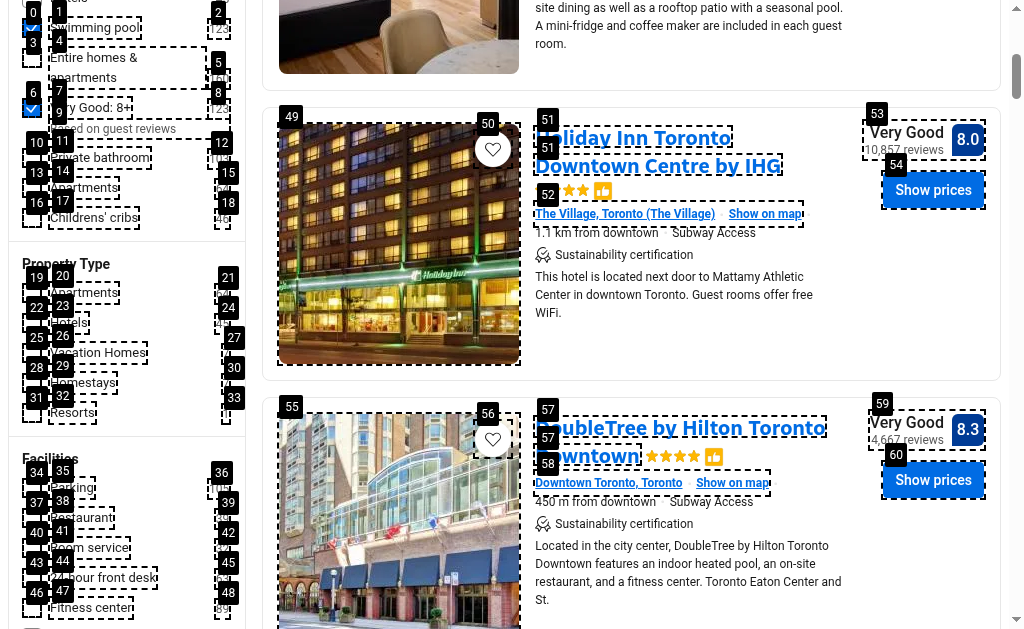 0
1
2
Swimming pool
123
3
4
Entire homes &
apartments
5
160
6
7
8
Very Good: 8+
123
9
Based on guest reviews
10
11
12
Private bathroom
13
14
15
Apartments
64
16
17
18
Childrens' cribs
46
Property Type
19
20
21
Apartments
64
22
23
24
Hotels
45
25
26
27
Vacation Homes
28
29
30
Homestays
31
32
33
Resorts
1
Facilities
34
35
36
Parking
37
38
39
Restaurant
40
41
42
Room service
43
44
45
24-hour front desk
63
46
47
48
Fitness center
89
site dining as well as a rooftop patio with a seasonal pool.
A mini-fridge and coffee maker are included in each guest
room.
49
50
51
Holiday Inn Toronto
51
Downtown Centre by IHG
52
The Village, Toronto (The Village) · Show on map
1.1 km from downtown · Subway Access
Sustainability certification
This hotel is located next door to Mattamy Athletic
Center in downtown Toronto. Guest rooms offer free
WiFi.
53
Very Good
8.0
10,857 reviews
54
Show prices
Holiday Inn
55
56
57
DoubleTree by Hilton Toronto
57
Downtown
58
Downtown Toronto, Toronto · Show on map
450 m from downtown · Subway Access
Sustainability certification
Located in the city center, DoubleTree by Hilton Toronto
Downtown features an indoor heated pool, an on-site
restaurant, and a fitness center. Toronto Eaton Center and
St.
59
Very Good
8.3
4,667 reviews
60
Show prices